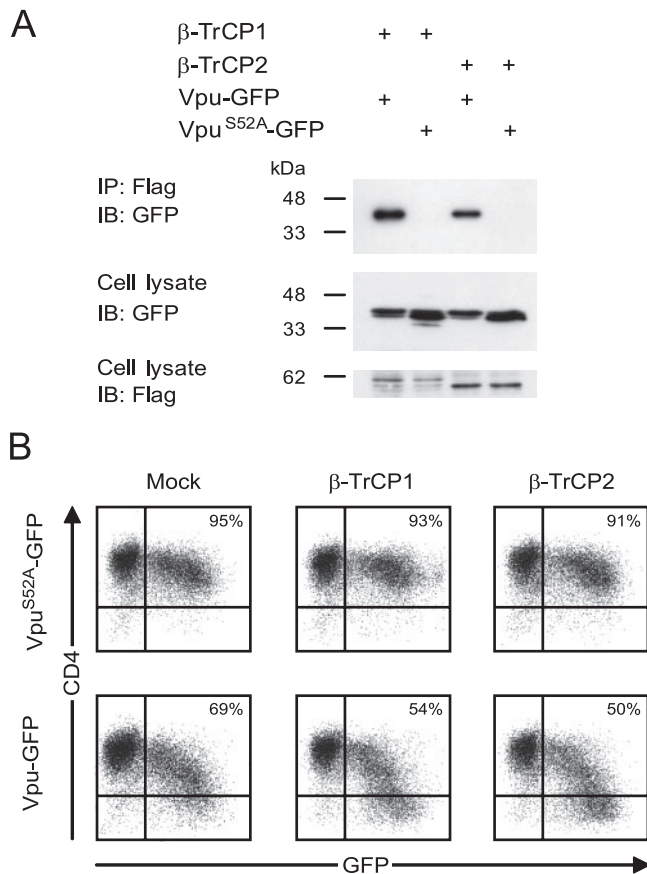 A
β-TrCP1 + +
β-TrCP2 + +
Vpu-GFP + +
Vpu S52A-GFP + +
kDa
IP: Flag
IB: GFP
48
33
Cell lysate
IB: GFP
48
33
Cell lysate
IB: Flag
62
B
Mock β-TrCP1 β-TrCP2
VpuS52A-GFP
95% 93% 91%
CD4
Vpu-GFP
69% 54% 50%
GFP